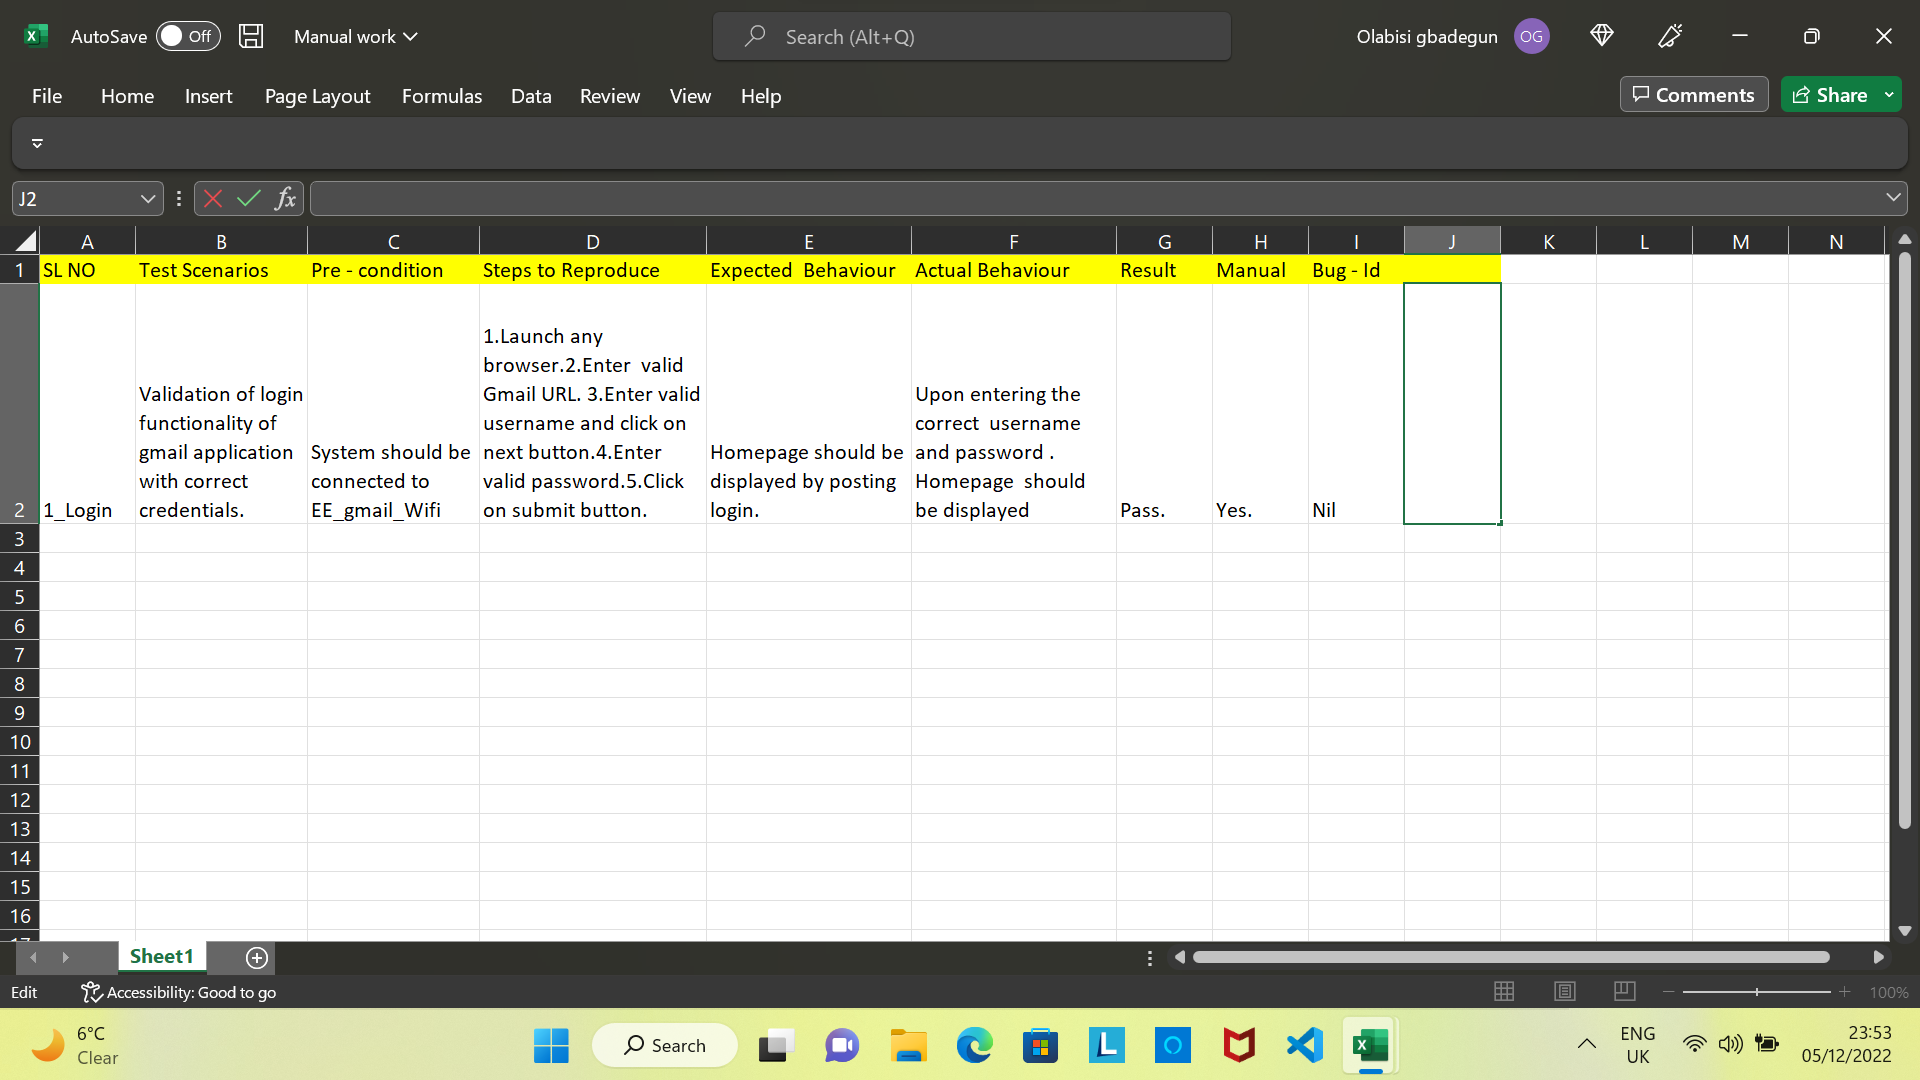 AutoSave Off Manual work Search (Alt+Q) Olabisi gbadegun OG
File Home Insert Page Layout Formulas Data Review View Help Comments Share
J2 fx
A B C D E F G H I J K L M N
1 SL NO Test Scenarios Pre - condition Steps to Reproduce Expected  Behaviour Actual Behaviour Result Manual Bug - Id
2
1_Login
Validation of login
functionality of
gmail application
with correct
credentials.
System should be
connected to
EE_gmail_Wifi
1.Launch any
browser.2.Enter  valid
Gmail URL. 3.Enter valid
username and click on
next button.4.Enter
valid password.5.Click
on submit button.
Homepage should be
displayed by posting
login.
Upon entering the
correct  username
and password .
Homepage  should
be displayed
Pass.
Yes.
Nil
3
4
5
6
7
8
9
10
11
12
13
14
15
16
17
Sheet1
Edit Accessibility: Good to go 100%
6°C
Clear
Search
ENG
UK
23:53
05/12/2022